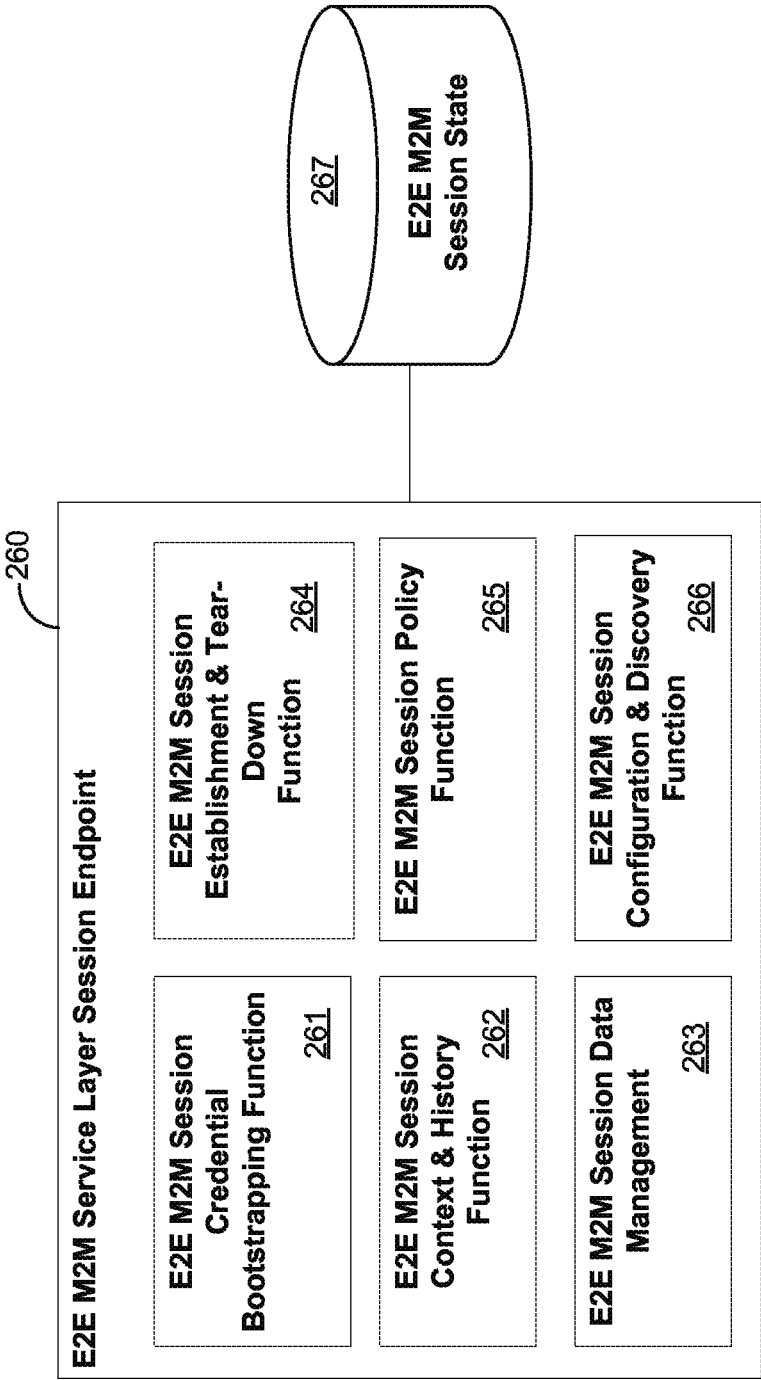 260
E2E M2M Service Layer Session Endpoint
E2E M2M Session
Credential
Bootstrapping Function
261
E2E M2M Session
Establishment & Tear-
Down
Function
264
E2E M2M Session
Context & History
Function
262
E2E M2M Session Policy
Function
265
E2E M2M Session Data
Management
263
E2E M2M Session
Configuration & Discovery
Function
266
267
E2E M2M
Session State